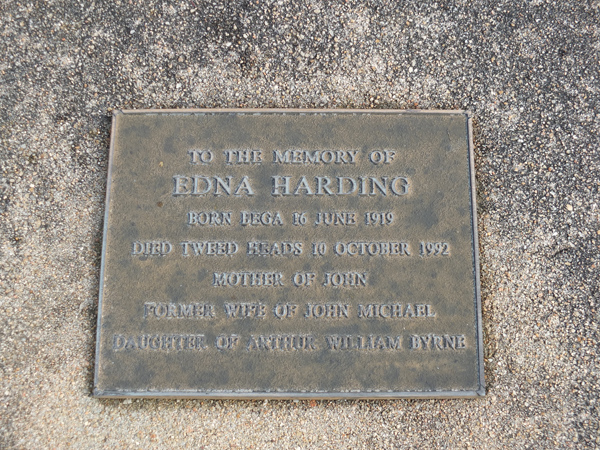 TO THE MEMORY OF
EDNA HARDING
BORN BEGA 16 JUNE 1919
DIED TWEED HEADS 10 OCTOBER 1992
MOTHER OF JOHN
FORMER WIFE OF JOHN MICHAEL
DAUGHTER OF ARTHUR WILLIAM BYRNE